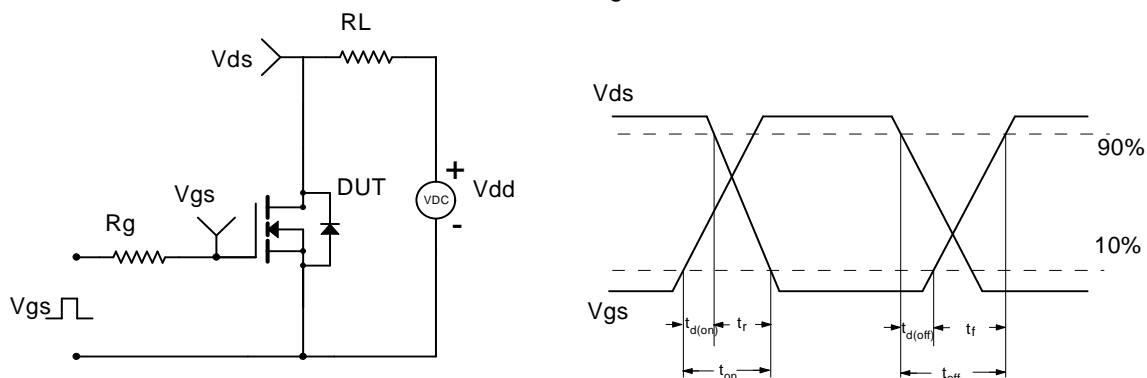 RL
Vds
Vgs
DUT
+
Vdd
VDC
-
Rg
Vgs
Vds
90%
10%
Vgs
td(on)
tr
td(off)
tf
ton
toff